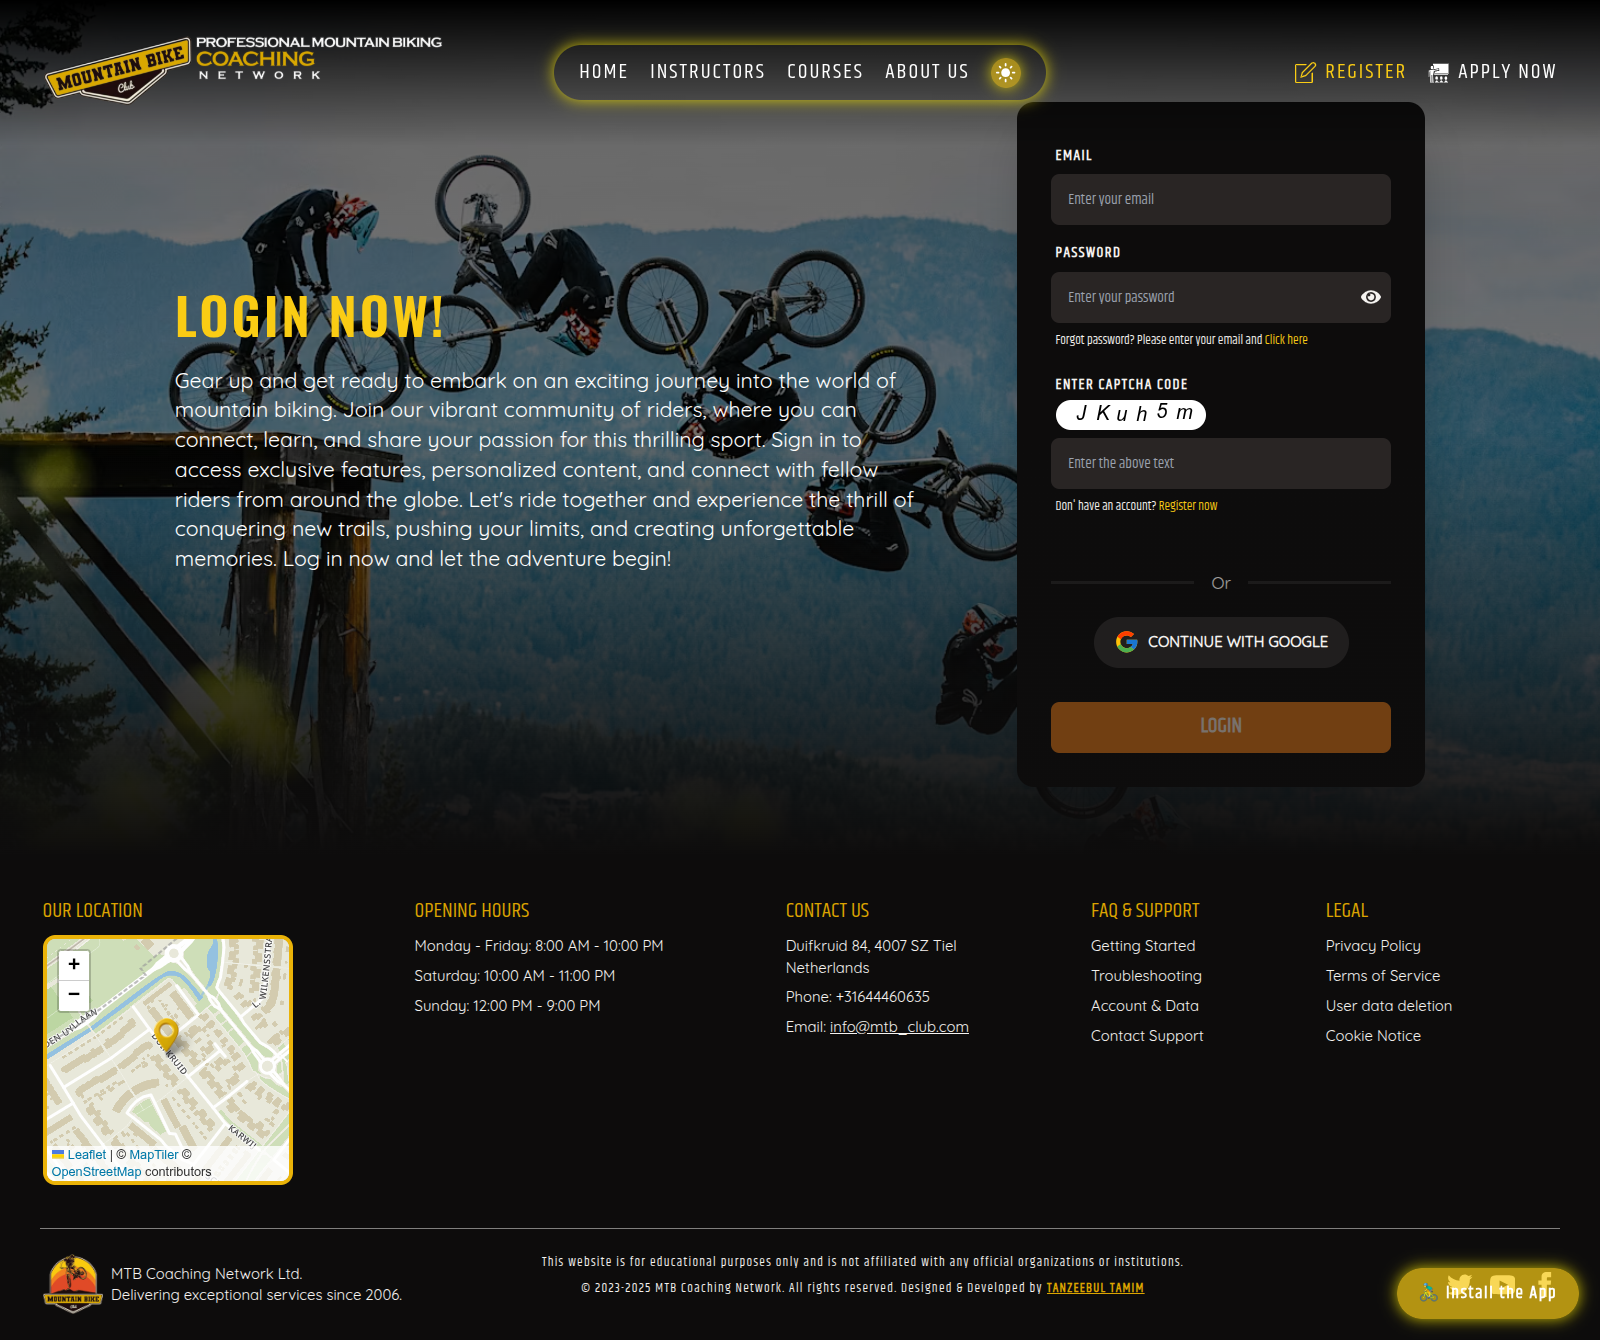 MOUNTAIN BIKE
Club
PROFESSIONAL MOUNTAIN BIKING
COACHING
NETWORK
HOME INSTRUCTORS COURSES ABOUT US
REGISTER APPLY NOW
LOGIN NOW!
Gear up and get ready to embark on an exciting journey into the world of
mountain biking. Join our vibrant community of riders, where you can
connect, learn, and share your passion for this thrilling sport. Sign in to
access exclusive features, personalized content, and connect with fellow
riders from around the globe. Let's ride together and experience the thrill of
conquering new trails, pushing your limits, and creating unforgettable
memories. Log in now and let the adventure begin!
EMAIL
Enter your email
PASSWORD
Enter your password
Forgot password? Please enter your email and Click here
ENTER CAPTCHA CODE
J K u h 5 m
Enter the above text
Don' have an account? Register now
Or
CONTINUE WITH GOOGLE
LOGIN
OUR LOCATION
+
−
L. WILKENSSTRA
DEN-UYLLAAN
KARWI
Leaflet | © MapTiler ©
OpenStreetMap contributors
OPENING HOURS
Monday - Friday: 8:00 AM - 10:00 PM
Saturday: 10:00 AM - 11:00 PM
Sunday: 12:00 PM - 9:00 PM
CONTACT US
Duifkruid 84, 4007 SZ Tiel
Netherlands
Phone: +31644460635
Email: info@mtb_club.com
FAQ & SUPPORT
Getting Started
Troubleshooting
Account & Data
Contact Support
LEGAL
Privacy Policy
Terms of Service
User data deletion
Cookie Notice
MOUNTAIN BIKE
MTB Coaching Network Ltd.
Delivering exceptional services since 2006.
This website is for educational purposes only and is not affiliated with any official organizations or institutions.
© 2023-2025 MTB Coaching Network. All rights reserved. Designed & Developed by TANZEEBUL TAMIM
Install the App